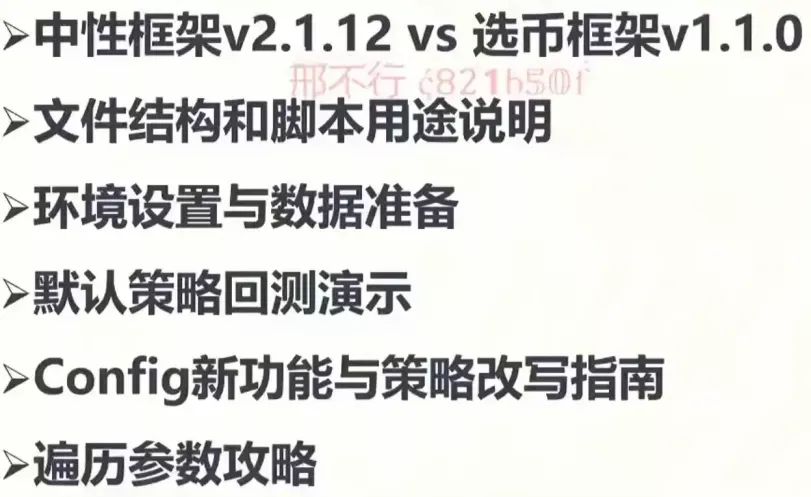 ➢中性框架v2.1.12 vs 选币框架v1.1.0
邢不行
➢文件结构和脚本用途说明
➢环境设置与数据准备
➢默认策略回测演示
➢Config新功能与策略改写指南
➢遍历参数攻略